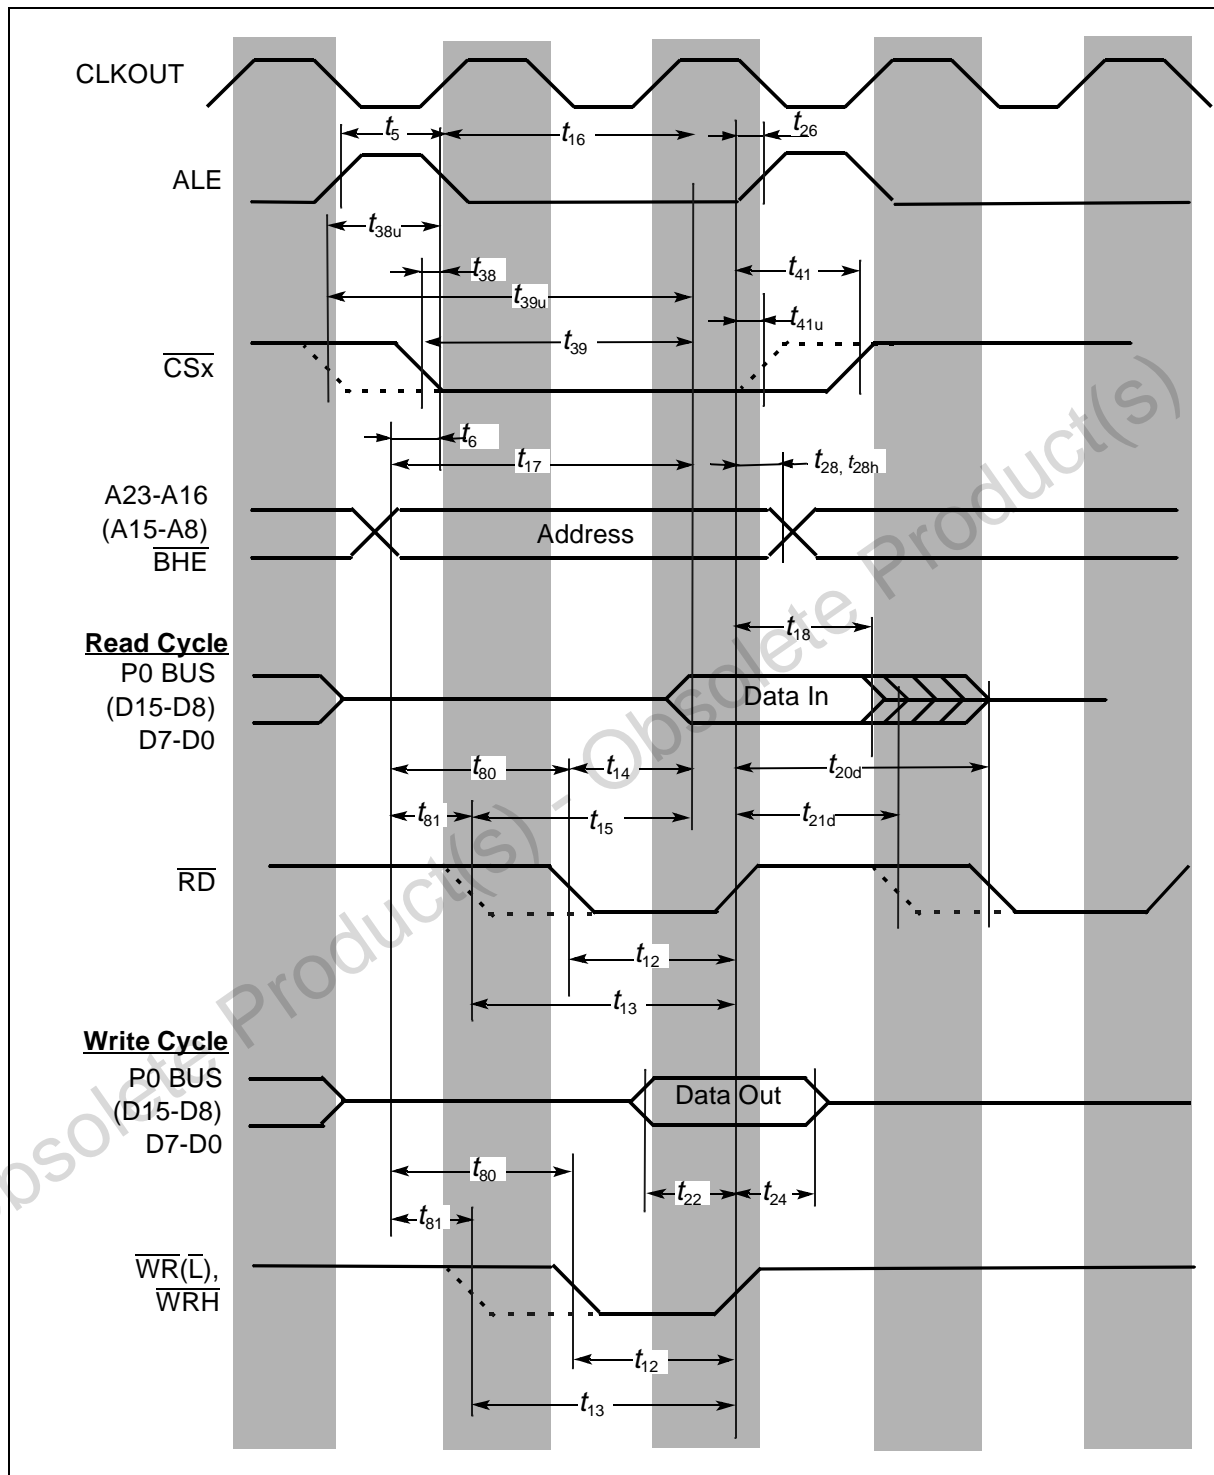 CLKOUT
t5
t16
t26
ALE
t38u
t38
t41
t39u
t41u
t39
CSx
t6
t17
t28, t28h
A23-A16
(A15-A8)
BHE
Address
t18
Read Cycle
P0 BUS
(D15-D8)
D7-D0
Data In
t80
t14
t20d
t81
t15
t21d
RD
t12
t13
Write Cycle
P0 BUS
(D15-D8)
D7-D0
Data Out
t80
t22
t24
t81
WR(L),
WRH
t12
t13
Obsolete Product(s) - Obsolete Product(s)